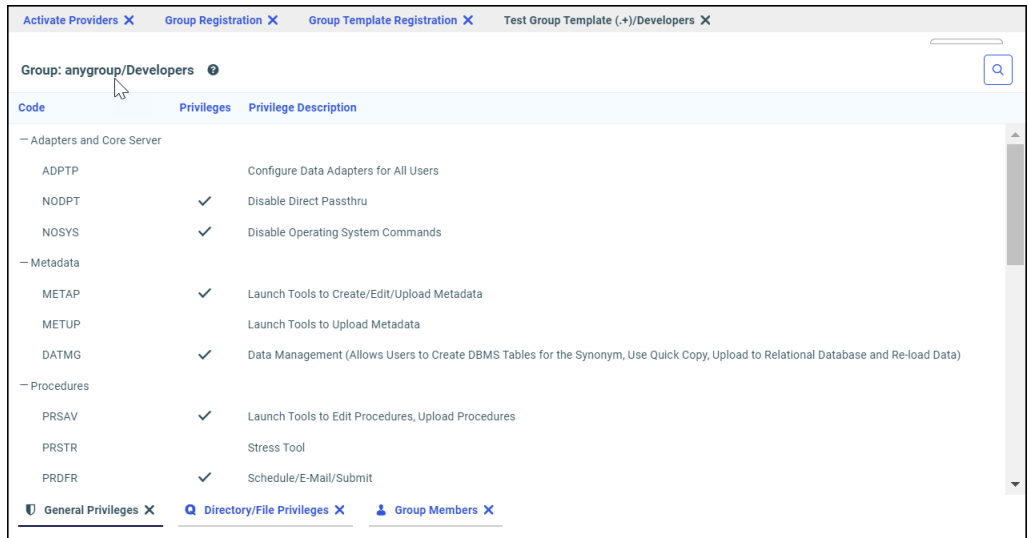 Activate Providers Group Registration Group Template Registration Test Group Template (.+)/Developers
Group: anygroup/Developers
Code Privileges Privilege Description
Adapters and Core Server
ADPTP Configure Data Adapters for All Users
NODPT Disable Direct Passthru
NOSYS Disable Operating System Commands
Metadata
METAP Launch Tools to Create/Edit/Upload Metadata
METUP Launch Tools to Upload Metadata
DATMG Data Management (Allows Users to Create DBMS Tables for the Synonym, Use Quick Copy, Upload to Relational Database and Re-load Data)
Procedures
PRSAV Launch Tools to Edit Procedures, Upload Procedures
PRSTR Stress Tool
PRDFR Schedule/E-Mail/Submit
General Privileges Directory/File Privileges Group Members